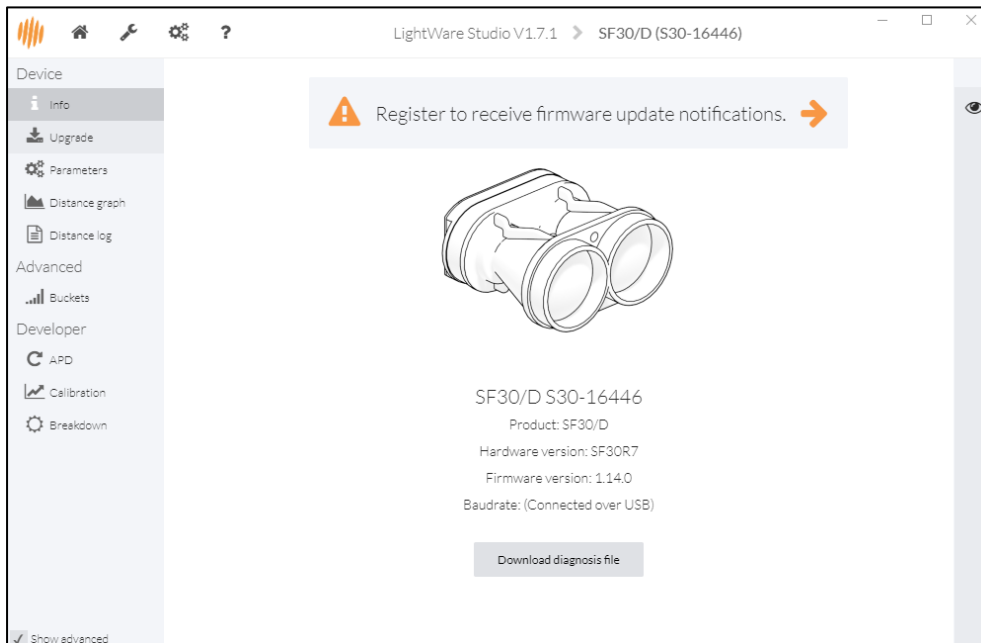 ?
LightWare Studio V1.7.1 > SF30/D (S30-16446)
Device
Info
Upgrade
Parameters
Distance graph
Distance log
Advanced
Buckets
Developer
APD
Calibration
Breakdown
Show advanced
Register to receive firmware update notifications.
SF30/D S30-16446
Product: SF30/D
Hardware version: SF30R7
Firmware version: 1.14.0
Baudrate: (Connected over USB)
Download diagnosis file